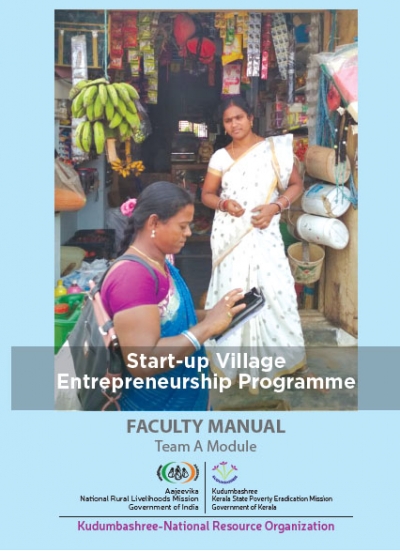 Start-up Village
Entrepreneurship Programme
FACULTY MANUAL
Team A Module
Aajeevika
National Rural Livelihoods Mission
Government of India
Kudumbashree
Kerala State Poverty Eradication Mission
Government of Kerala
Kudumbashree-National Resource Organization